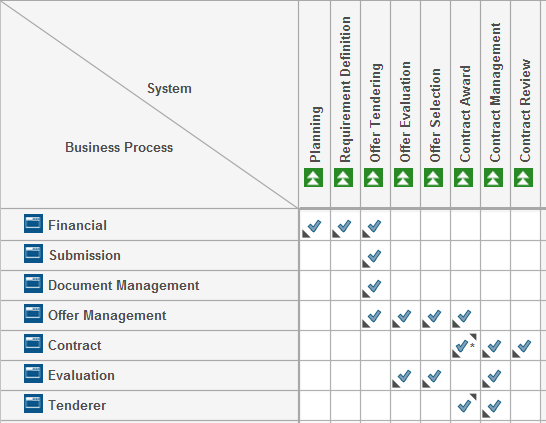 System
Business Process
Planning
Requirement Definition
Offer Tendering
Offer Evaluation
Offer Selection
Contract Award
Contract Management
Contract Review
Financial
Submission
Document Management
Offer Management
Contract
*
Evaluation
Tenderer